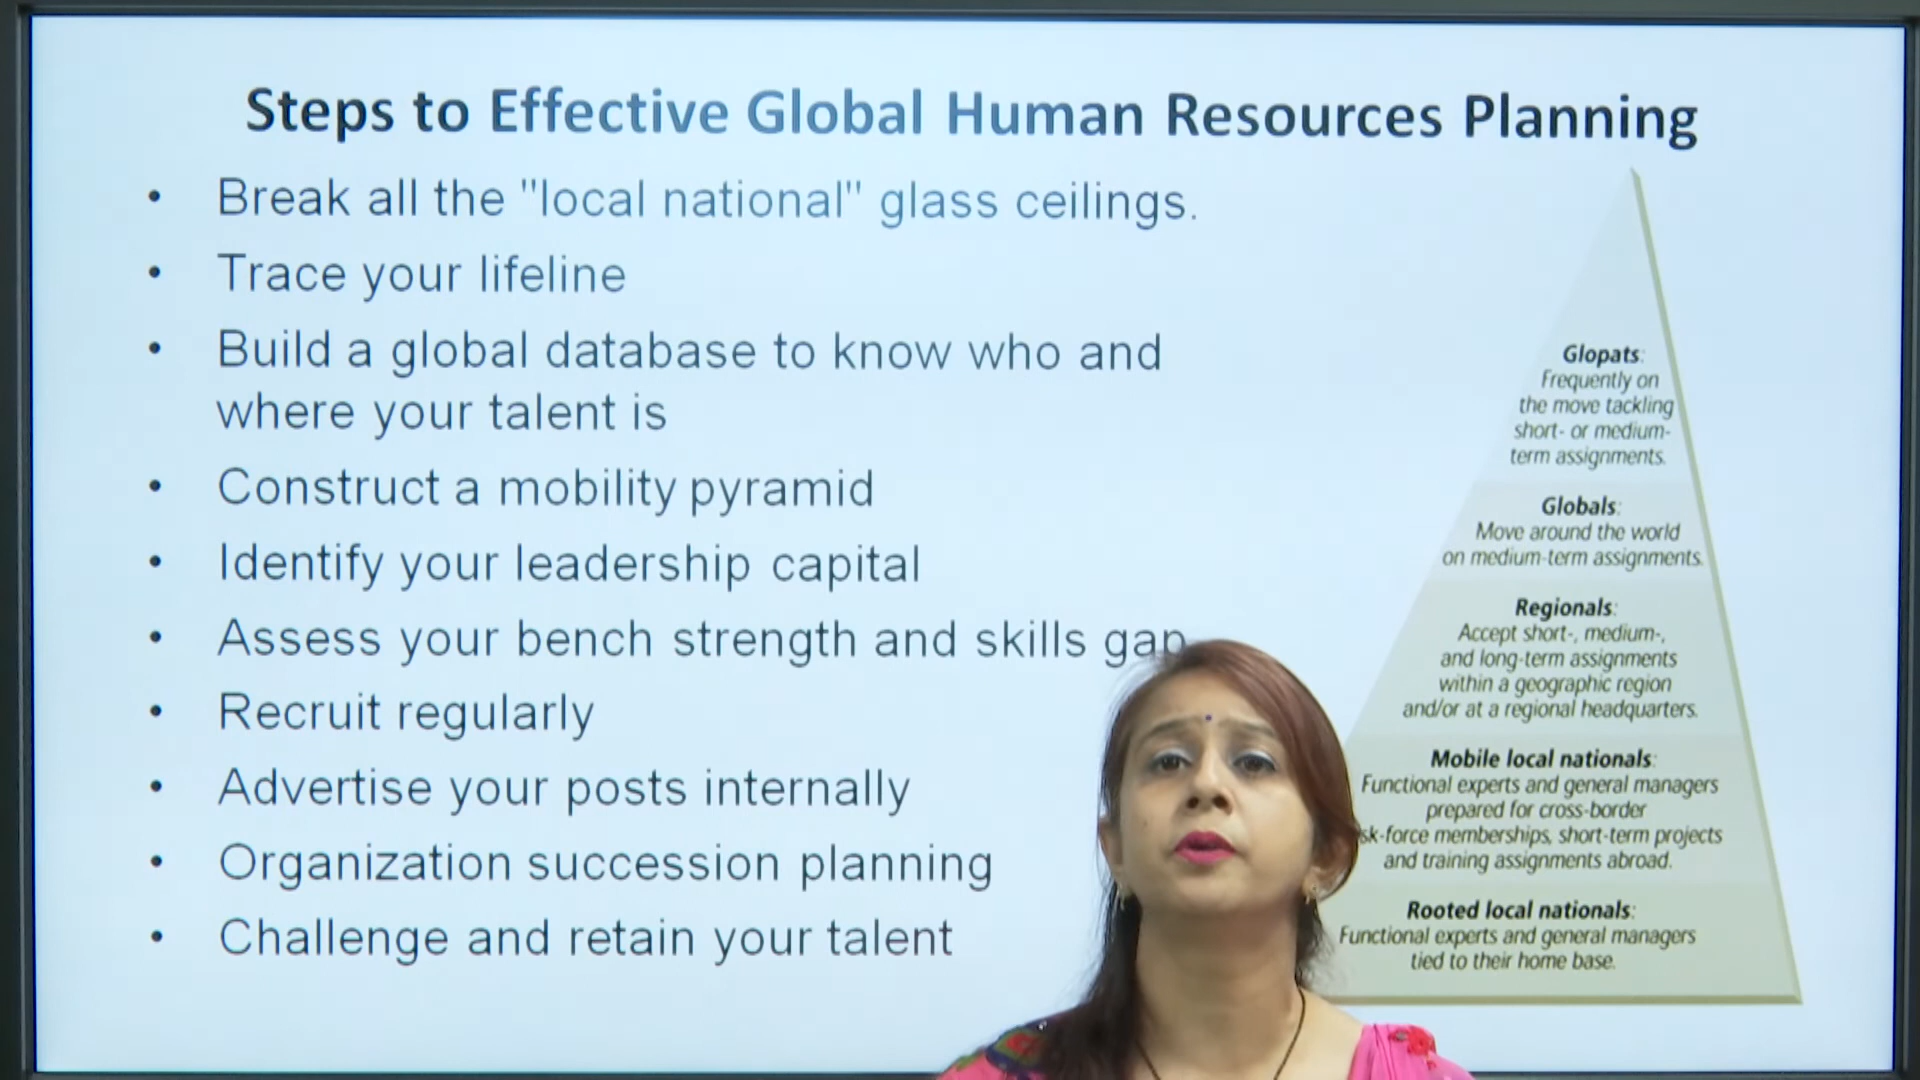 Steps to Effective Global Human Resources Planning
• Break all the "local national" glass ceilings.
• Trace your lifeline
• Build a global database to know who and
where your talent is
• Construct a mobility pyramid
• Identify your leadership capital
• Assess your bench strength and skills gap
• Recruit regularly
• Advertise your posts internally
• Organization succession planning
• Challenge and retain your talent
Glopats:
Frequently on
the move tackling
short- or medium-
term assignments.
Globals:
Move around the world
on medium-term assignments.
Regionals:
Accept short-, medium-,
and long-term assignments
within a geographic region
and/or at a regional headquarters.
Mobile local nationals:
Functional experts and general managers
prepared for cross-border
sk-force memberships, short-term projects
and training assignments abroad.
Rooted local nationals:
Functional experts and general managers
tied to their home base.